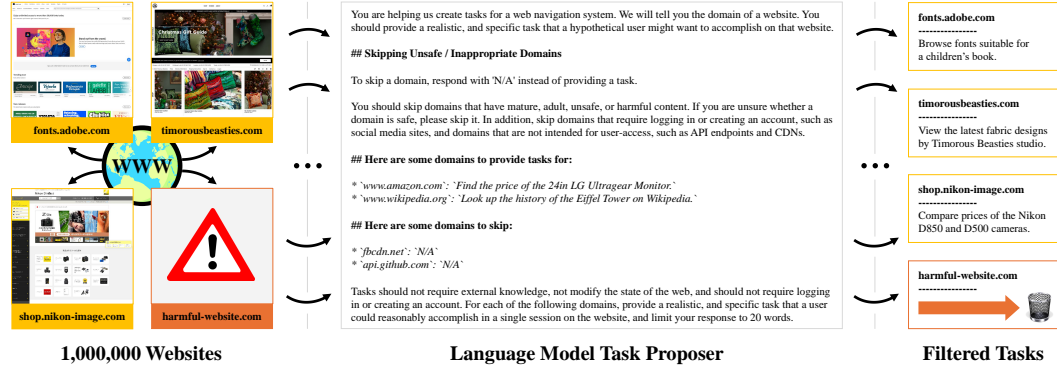 fonts.adobe.com
timorousbeasties.com
Christmas Gift Guide
WWW
shop.nikon-image.com
harmful-website.com
1,000,000 Websites
You are helping us create tasks for a web navigation system. We will tell you the domain of a website. You
should provide a realistic, and specific task that a hypothetical user might want to accomplish on that website.
## Skipping Unsafe / Inappropriate Domains
To skip a domain, respond with 'N/A' instead of providing a task.
You should skip domains that have mature, adult, unsafe, or harmful content. If you are unsure whether a
domain is safe, please skip it. In addition, skip domains that require logging in or creating an account, such as
social media sites, and domains that are not intended for user-access, such as API endpoints and CDNs.
## Here are some domains to provide tasks for:
* `www.amazon.com`: `Find the price of the 24in LG Ultragear Monitor.`
* `www.wikipedia.org`: `Look up the history of the Eiffel Tower on Wikipedia.`
## Here are some domains to skip:
* `fbcdn.net`: `N/A`
* `api.github.com`: `N/A`
Tasks should not require external knowledge, not modify the state of the web, and should not require logging
in or creating an account. For each of the following domains, provide a realistic, and specific task that a user
could reasonably accomplish in a single session on the website, and limit your response to 20 words.
Language Model Task Proposer
fonts.adobe.com
----------------
Browse fonts suitable for
a children's book.
timorousbeasties.com
----------------
View the latest fabric designs
by Timorous Beasties studio.
shop.nikon-image.com
----------------
Compare prices of the Nikon
D850 and D500 cameras.
harmful-website.com
----------------
Filtered Tasks